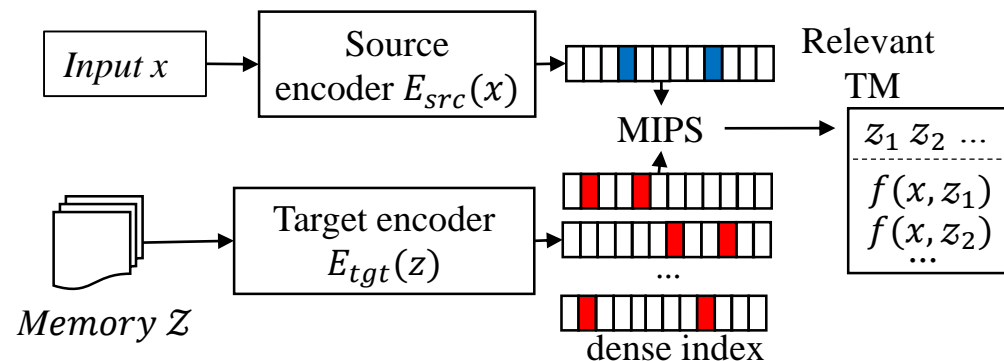 Input x
Source
encoder E_src(x)
Relevant
TM
MIPS
z_1 z_2 ...
f(x, z_1)
f(x, z_2)
...
Target encoder
E_tgt(z)
...
Memory Z
dense index